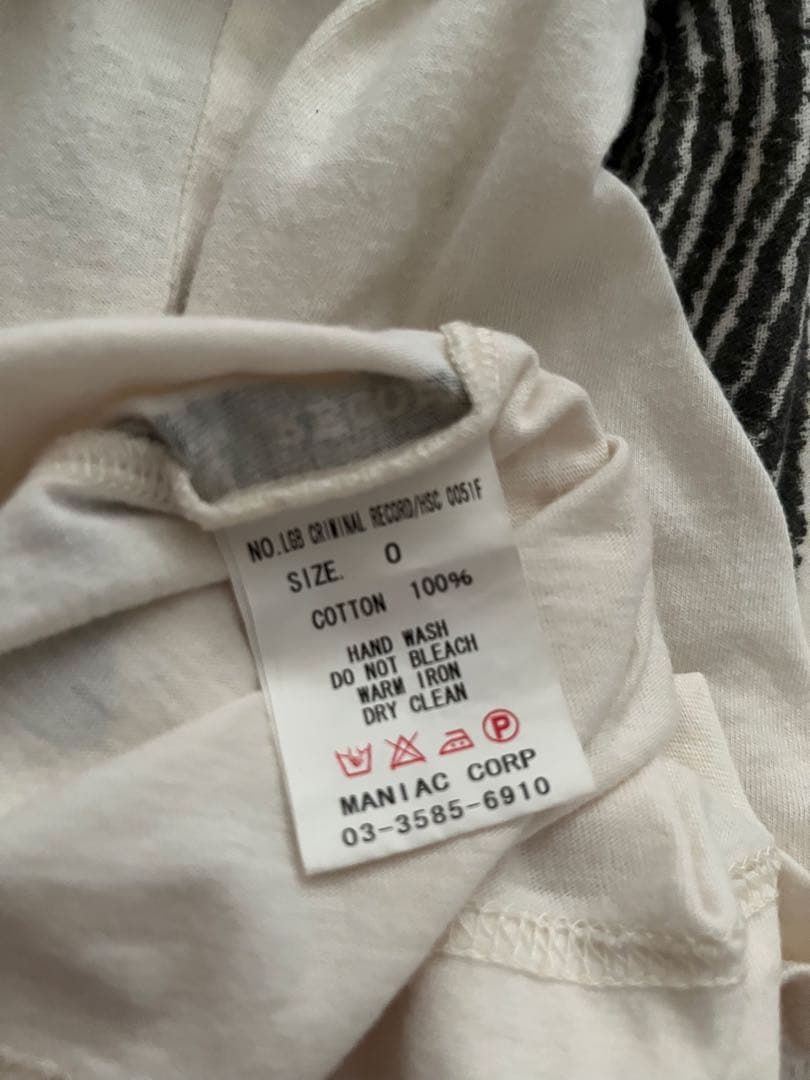 NO.LGB CRIMINAL RECORD/HSC 0051F
SIZE. 0
COTTON 100%
HAND WASH
DO NOT BLEACH
WARM IRON
DRY CLEAN
P
MANIAC CORP
03-3585-6910